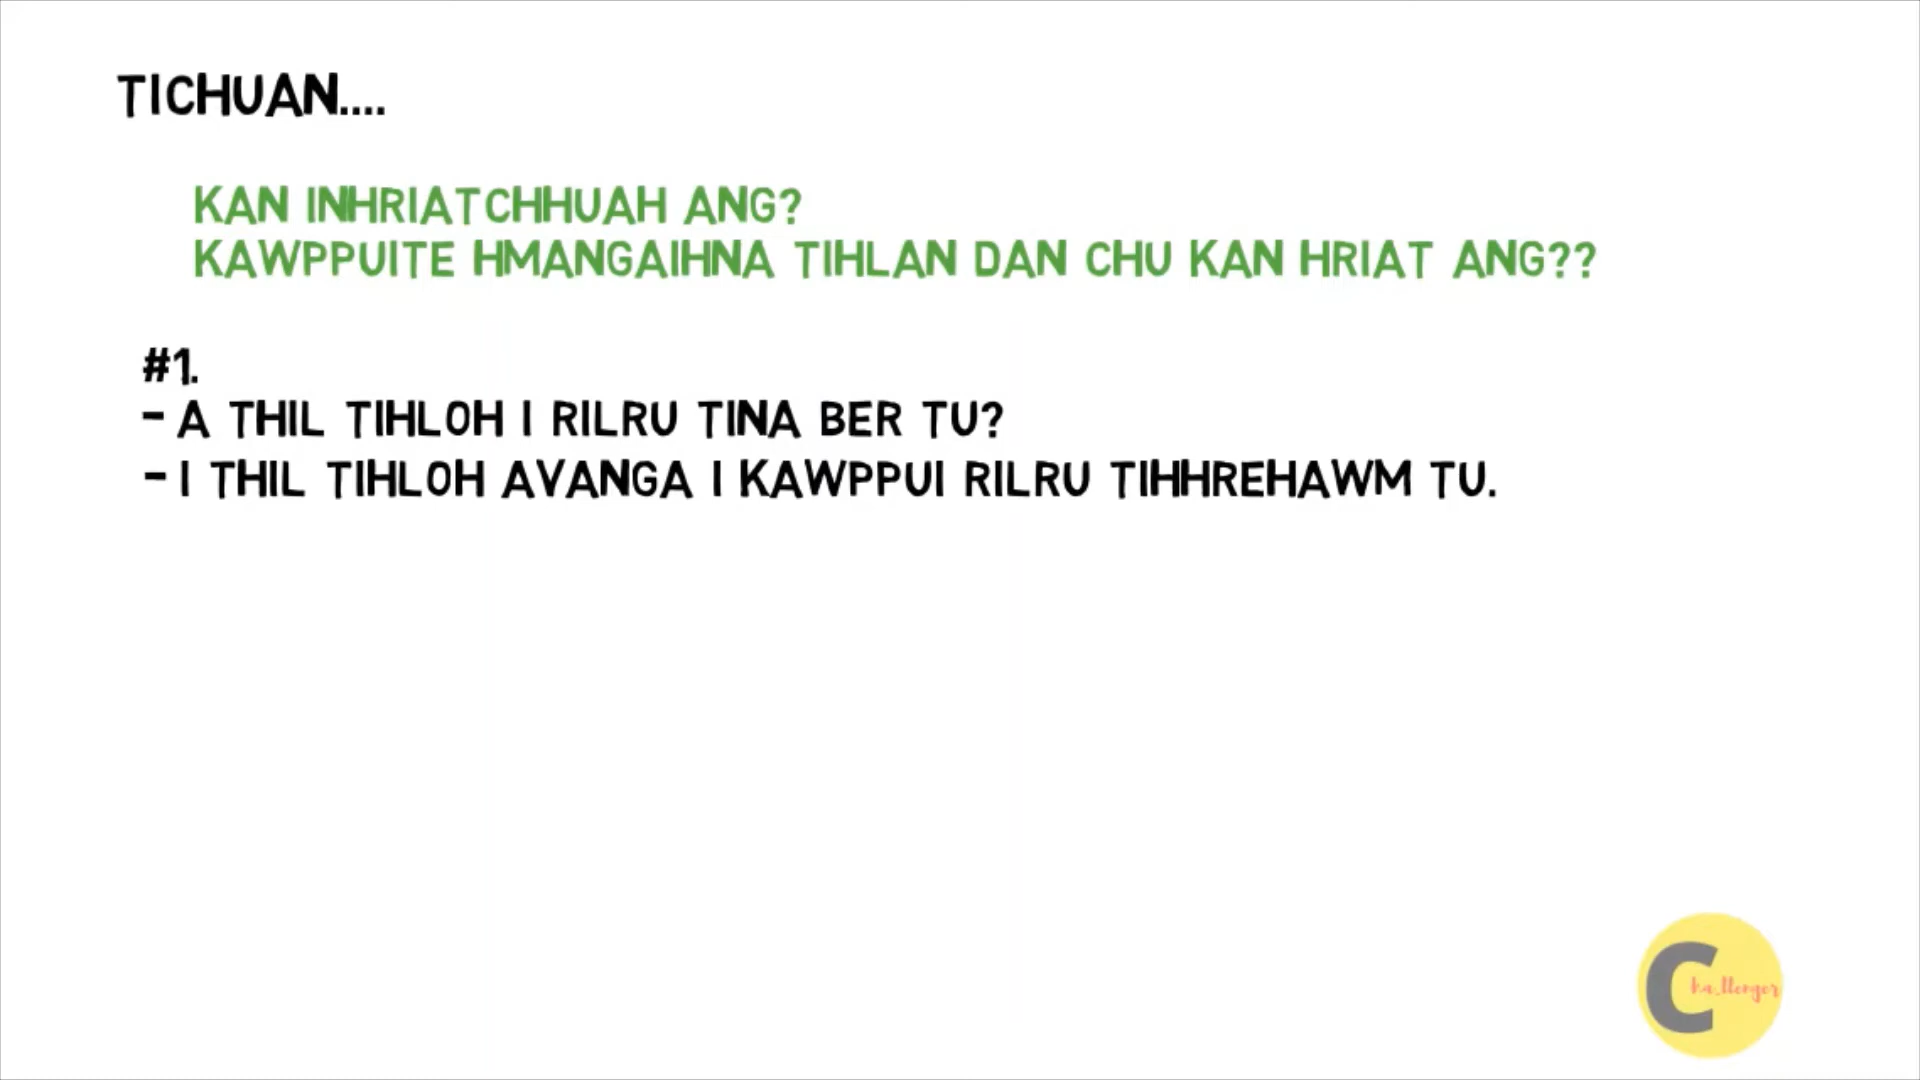 TICHUAN....
KAN INHRIATCHHUAH ANG?
KAWPPUITE HMANGAIHNA TIHLAN DAN CHU KAN HRIAT ANG??
#1.
- A THIL TIHLOH I RILRU TINA BER TU?
- I THIL TIHLOH AVANGA I KAWPPUI RILRU TIHHREHAWM TU.
C ha_llenger